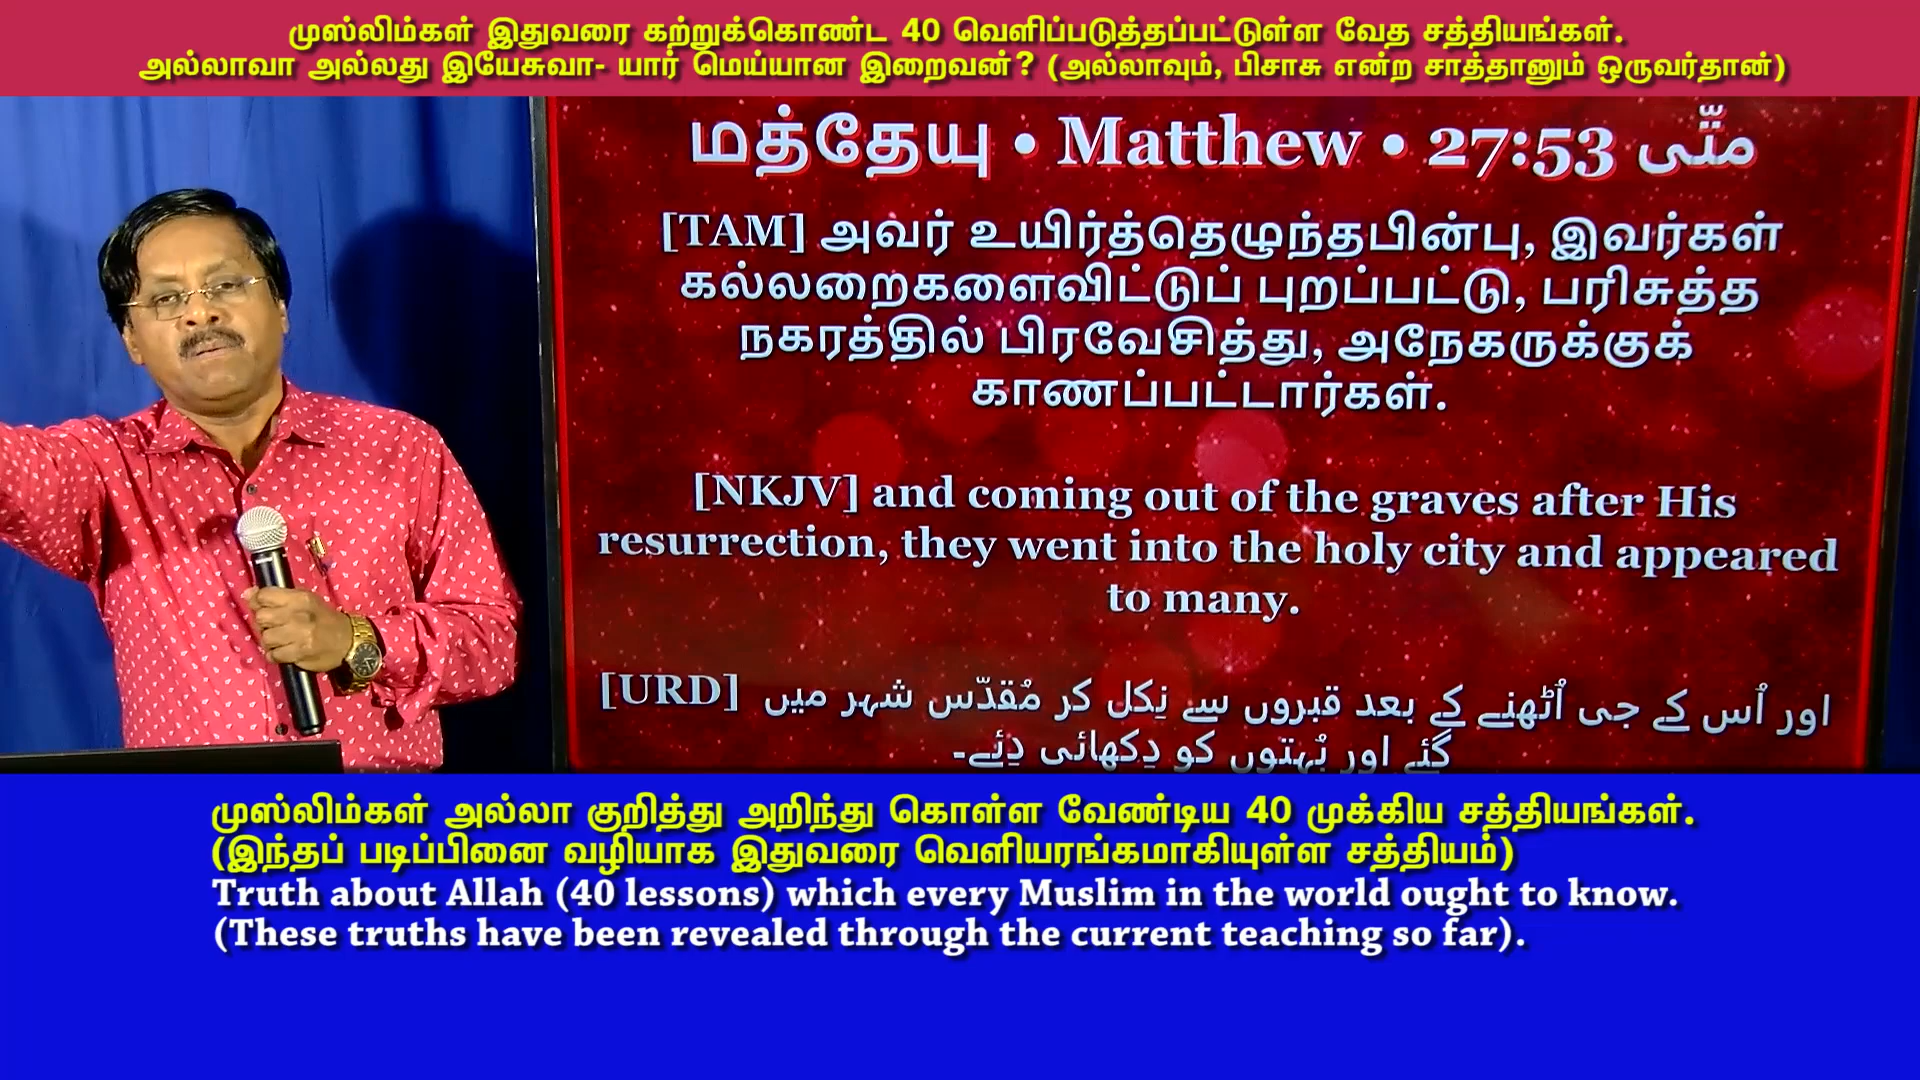 முஸ்லிம்கள் இதுவரை கற்றுக்கொண்ட 40 வெளிப்படுத்தப்பட்டுள்ள வேத சத்தியங்கள்.
அல்லாவா அல்லது இயேசுவா- யார் மெய்யான இறைவன்? (அல்லாவும், பிசாசு என்ற சாத்தானும் ஒருவர்தான்)
மத்தேயு • Matthew • 27:53 متّی
[TAM] அவர் உயிர்த்தெழுந்தபின்பு, இவர்கள்
கல்லறைகளைவிட்டுப் புறப்பட்டு, பரிசுத்த
நகரத்தில் பிரவேசித்து, அநேகருக்குக்
காணப்பட்டார்கள்.
[NKJV] and coming out of the graves after His
resurrection, they went into the holy city and appeared
to many.
[URD] اور اُس کے جی اُٹھنے کے بعد قبروں سے نِکل کر مُقدّس شہر میں
گئے اور بُہتوں کو دِکھائی دِئے۔
முஸ்லிம்கள் அல்லா குறித்து அறிந்து கொள்ள வேண்டிய 40 முக்கிய சத்தியங்கள்.
(இந்தப் படிப்பினை வழியாக இதுவரை வெளியரங்கமாகியுள்ள சத்தியம்)
Truth about Allah (40 lessons) which every Muslim in the world ought to know.
(These truths have been revealed through the current teaching so far).